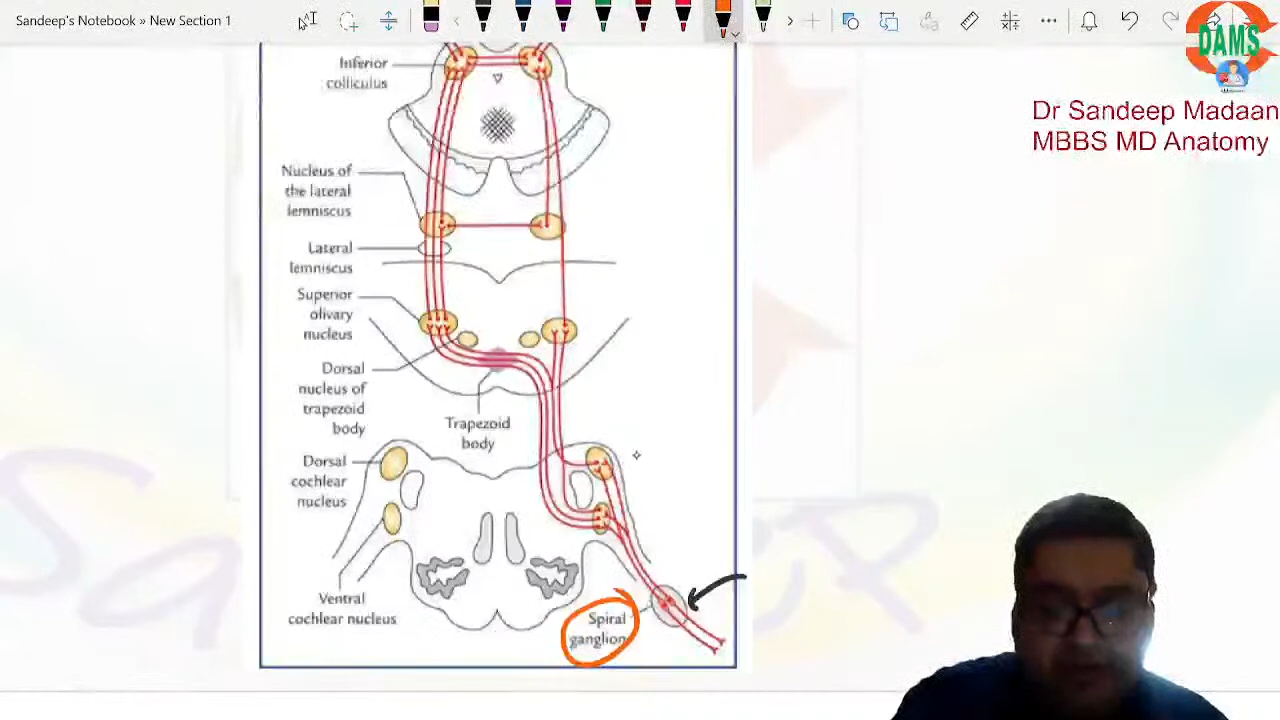 Sandeep's Notebook » New Section 1
DAMS
Dr Sandeep Madaan
MBBS MD Anatomy
Inferior
colliculus
Nucleus of
the lateral
lemniscus
Lateral
lemniscus
Superior
olivary
nucleus
Dorsal
nucleus of
trapezoid
body
Trapezoid
body
Dorsal
cochlear
nucleus
Ventral
cochlear nucleus
Spiral
ganglion